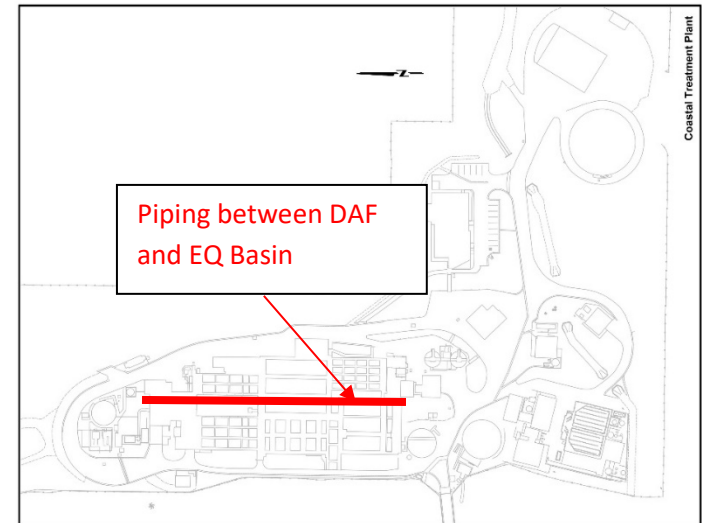 Coastal Treatment Plant
Z
Piping between DAF
and EQ Basin